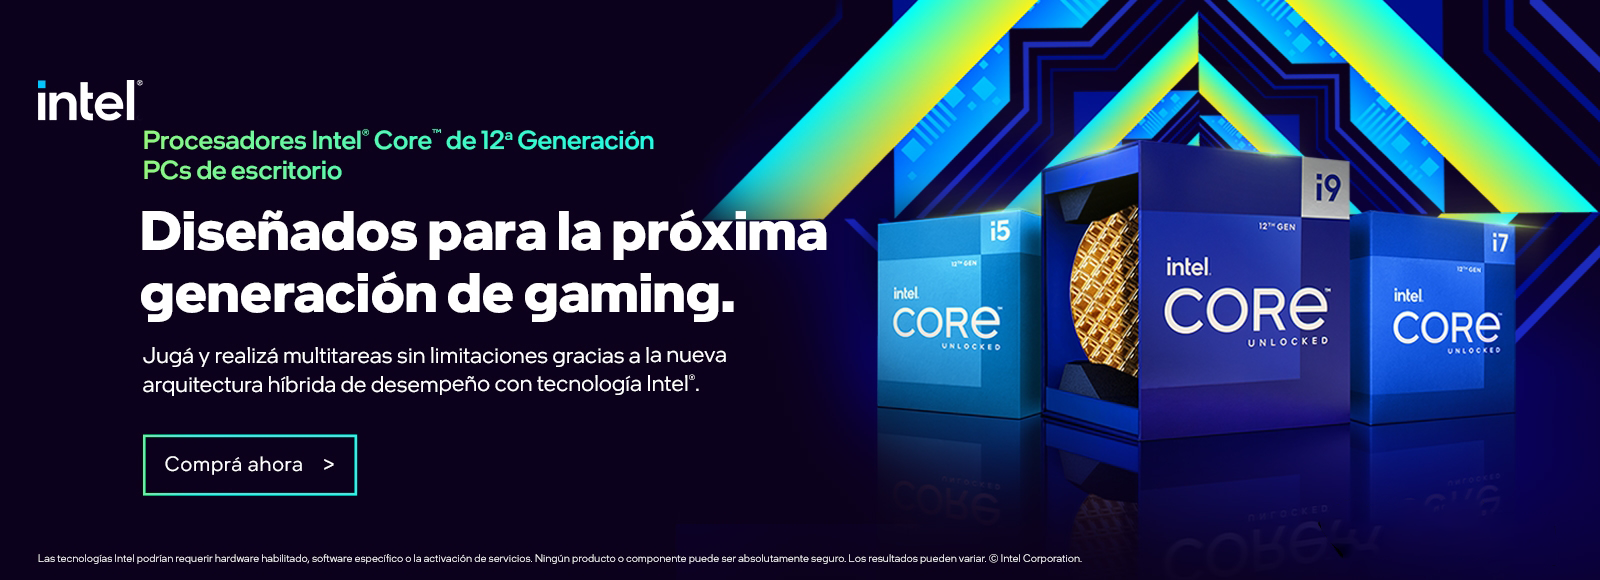 intel®
Procesadores Intel® Core™ de 12ª Generación
PCs de escritorio
Diseñados para la próxima
generación de gaming.
Jugá y realizá multitareas sin limitaciones gracias a la nueva
arquitectura híbrida de desempeño con tecnología Intel®.
Comprá ahora >
i5
12TH GEN
intel.
CORe™
UNLOCKED
i9
12TH GEN
intel.
CORe™
UNLOCKED
i7
12TH GEN
intel.
CORe™
UNLOCKED
Las tecnologías Intel podrían requerir hardware habilitado, software específico o la activación de servicios. Ningún producto o componente puede ser absolutamente seguro. Los resultados pueden variar. © Intel Corporation.